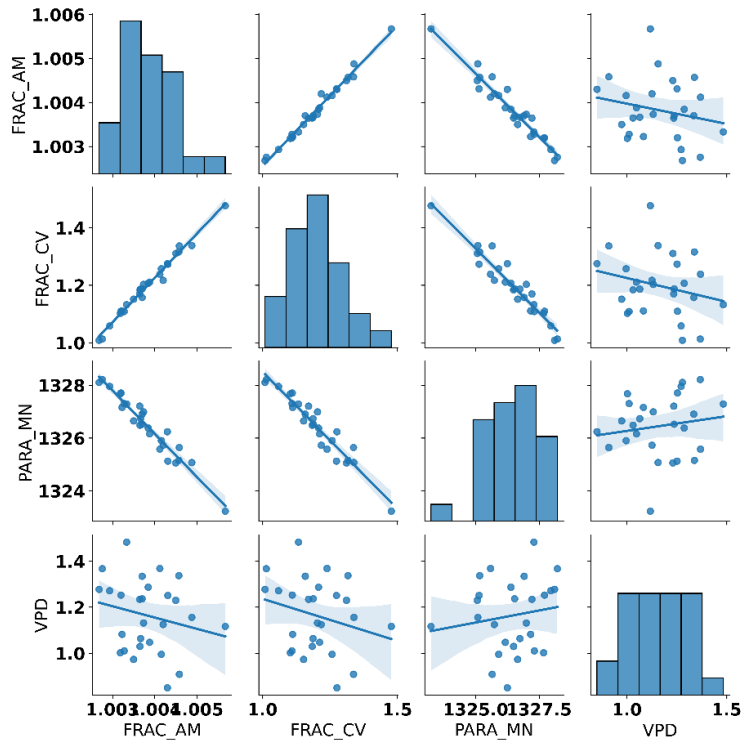 1.006
1.005
1.004
1.003
FRAC_AM
1.4
1.2
1.0
FRAC_CV
1328
1326
1324
PARA_MN
1.4
1.2
1.0
VPD
1.003 1.004 1.005
FRAC_AM
1.0 1.5
FRAC_CV
1325.0 1327.5
PARA_MN
1.0 1.5
VPD